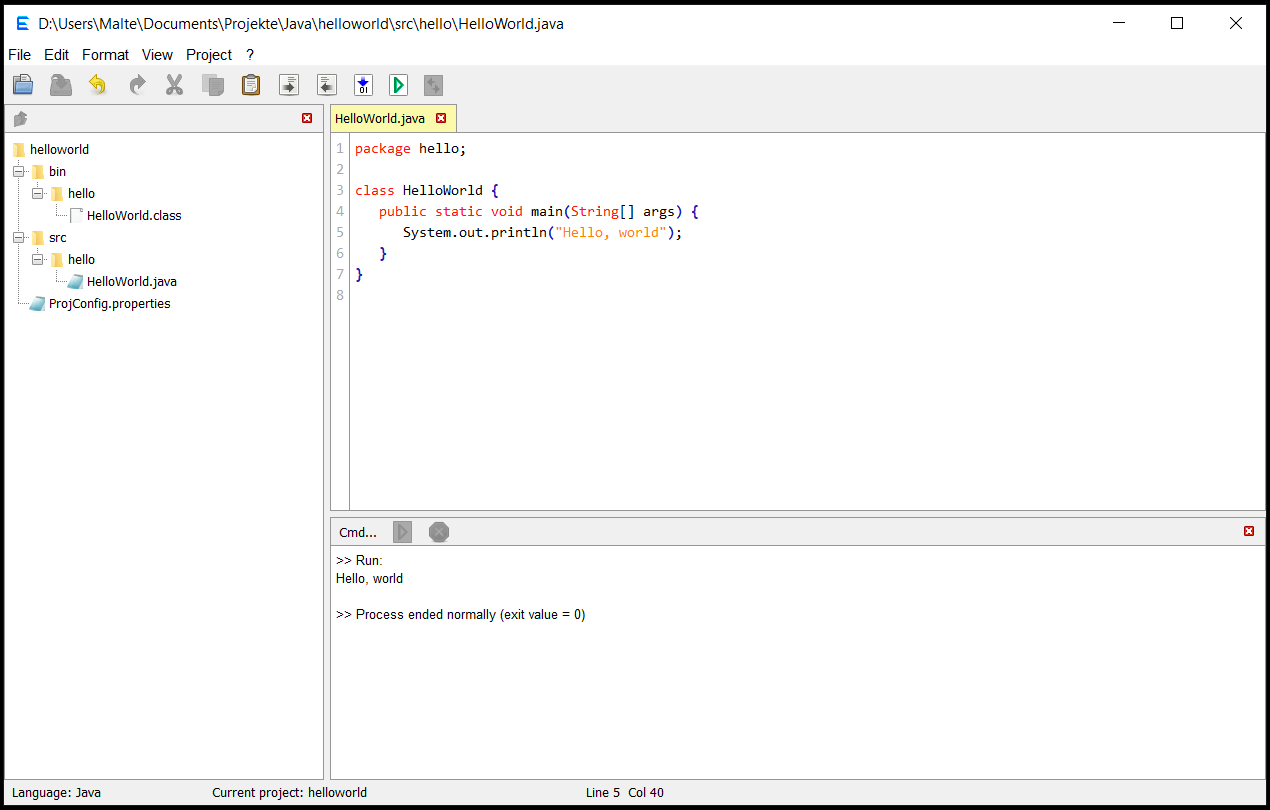 D:\Users\Malte\Documents\Projekte\Java\helloworld\src\hello\HelloWorld.java
File Edit Format View Project ?
HelloWorld.java
helloworld
bin
hello
HelloWorld.class
src
hello
HelloWorld.java
ProjConfig.properties
1 package hello;
2
3 class HelloWorld {
4 public static void main(String[] args) {
5 System.out.println("Hello, world");
6 }
7 }
8
Cmd...
>> Run:
Hello, world
>> Process ended normally (exit value = 0)
Language: Java Current project: helloworld Line 5 Col 40